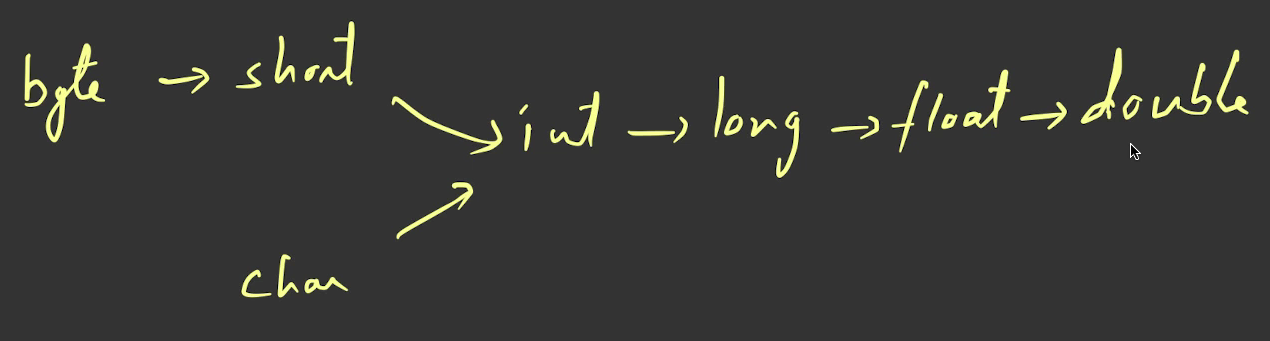 byte → short
int → long → float → double
char